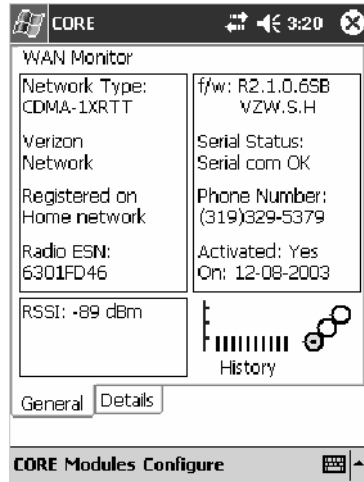 CORE 3:20
WAN Monitor
Network Type:
CDMA-1XRTT
Verizon
Network
Registered on
Home network
Radio ESN:
6301FD46
f/w: R2.1.0.6SB
VZW.S.H
Serial Status:
Serial com OK
Phone Number:
(319)329-5379
Activated: Yes
On: 12-08-2003
RSSI: -89 dBm
History
General Details
CORE Modules Configure